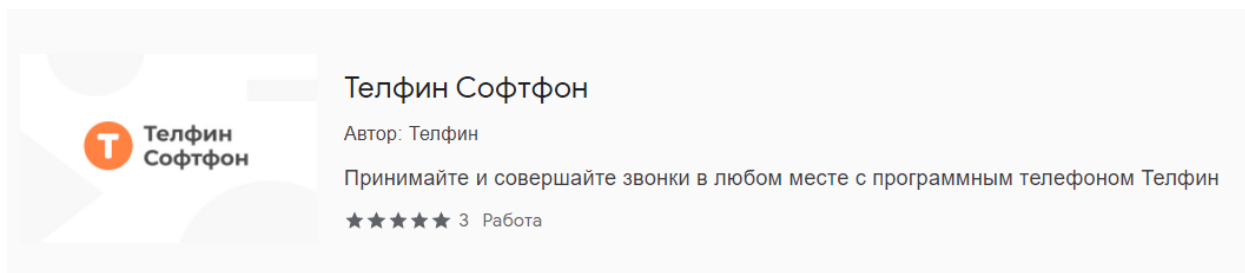 Телфин
Софтфон
Телфин Софтфон
Автор: Телфин
Принимайте и совершайте звонки в любом месте с программным телефоном Телфин
★★★★★ 3 Работа